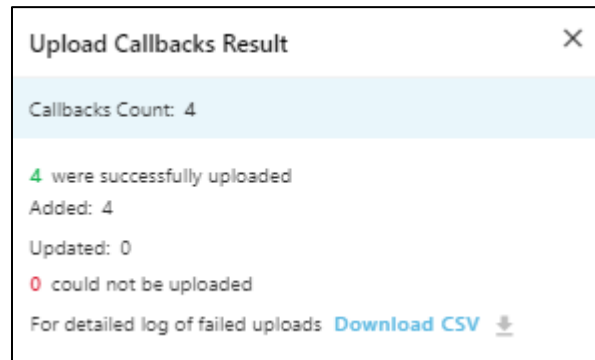 Upload Callbacks Result
Callbacks Count: 4
4 were successfully uploaded
Added: 4
Updated: 0
0 could not be uploaded
For detailed log of failed uploads Download CSV